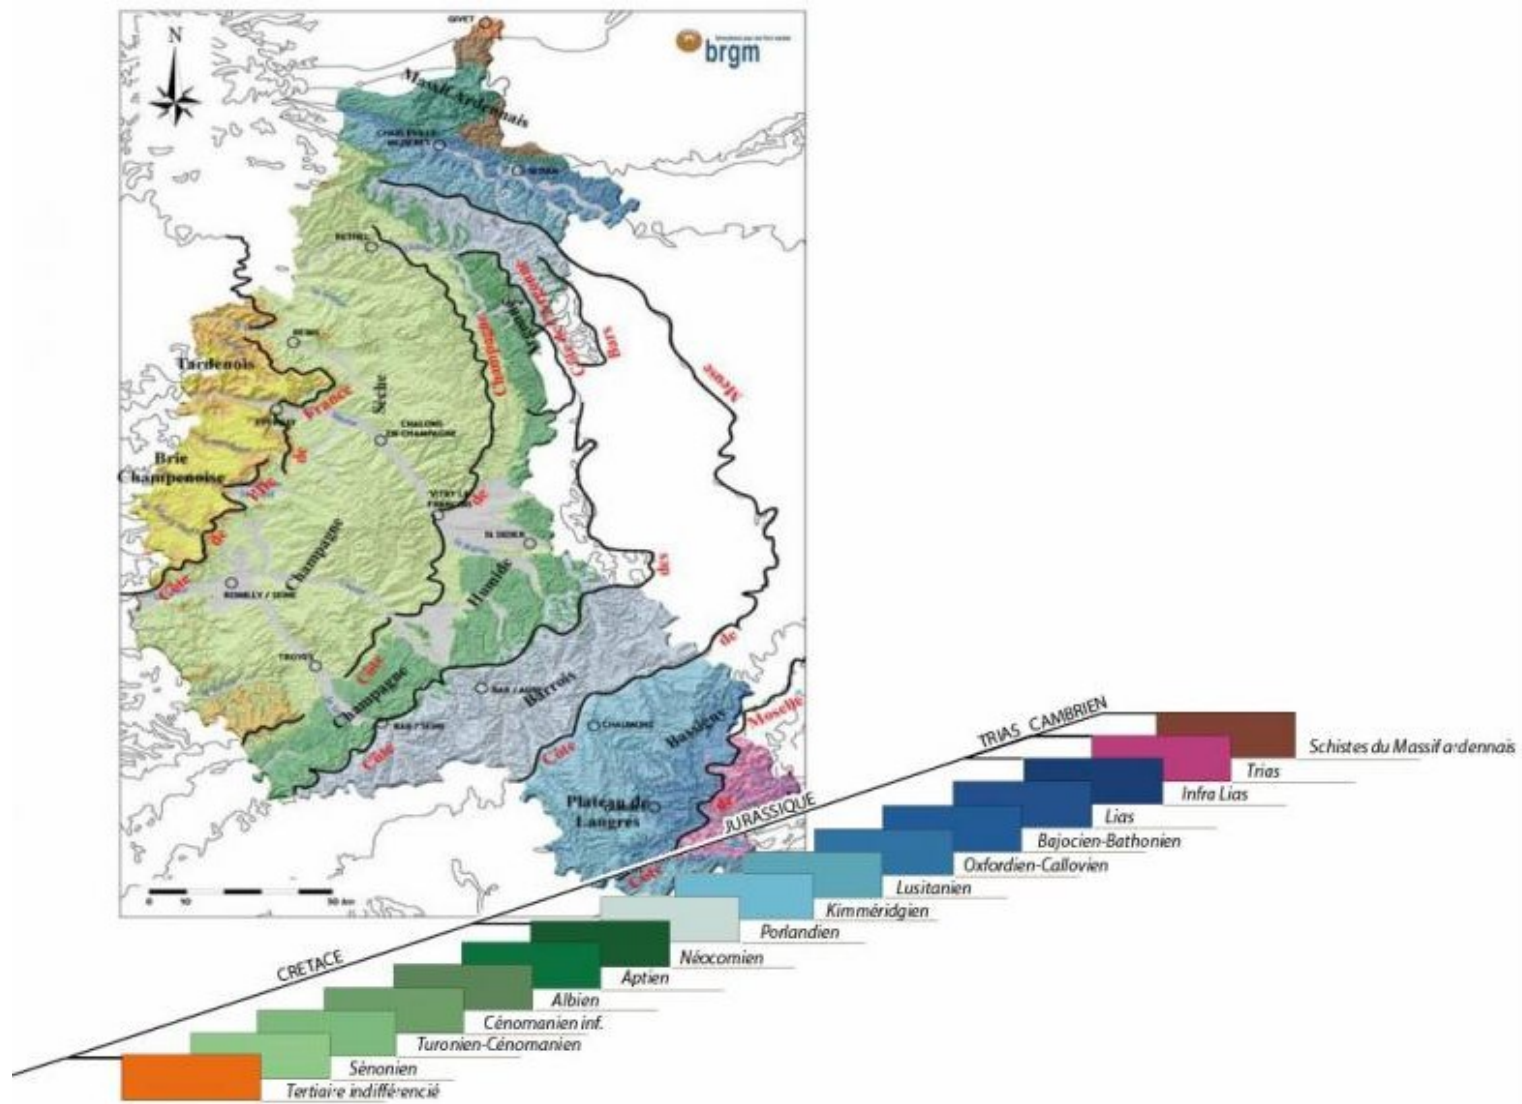 GIVET
N
brgm
Massif Ardennais
CHARLEVILLE
MEZIERES
SEDAN
RETHEL
Côte de l'Argonne
Argonne
Bars
REIMS
Tardenois
Champagne
Meuse
Sèche
France
EPERNAY
CHALONS
EN CHAMPAGNE
de
Brie
Champenoise
l'Ile
VITRY LE
FRANCOIS
de
de
St DIZIER
Champagne
des
Côte
ROMILLY / SEINE
Humide
de
TROYES
Côte
Champagne
BAR / AUBE
Barrois
BAR / SEINE
CHAUMONT
Bassigny
Moselle
Côte
Côte
Plateau de
Langres
de
Côte
0
10
50 km
TRIAS CAMBRIEN
JURASSIQUE
CRETACE
Schistes du Massif ardennais
Trias
Infra Lias
Lias
Bajocien-Bathonien
Oxfordien-Callovien
Lusitanien
Kimméridgien
Porlandien
Néocomien
Aptien
Albien
Cénomanien inf.
Turonien-Cénomanien
Sénonien
Tertiaire indifférencié